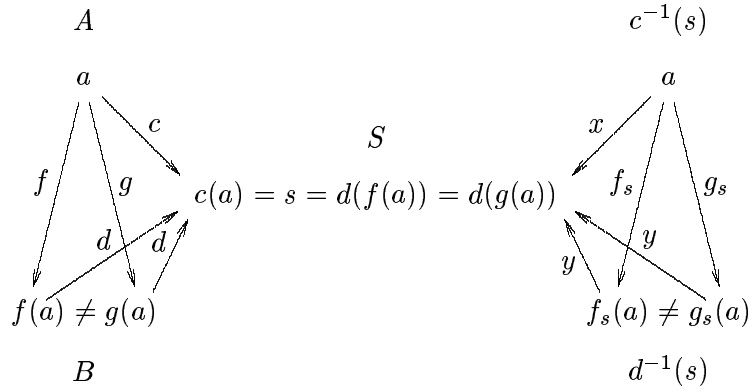 A c⁻¹(s)
a a
c x
S
f g f_s g_s
c(a) = s = d(f(a)) = d(g(a))
d d y y
f(a) ≠ g(a) f_s(a) ≠ g_s(a)
B d⁻¹(s)